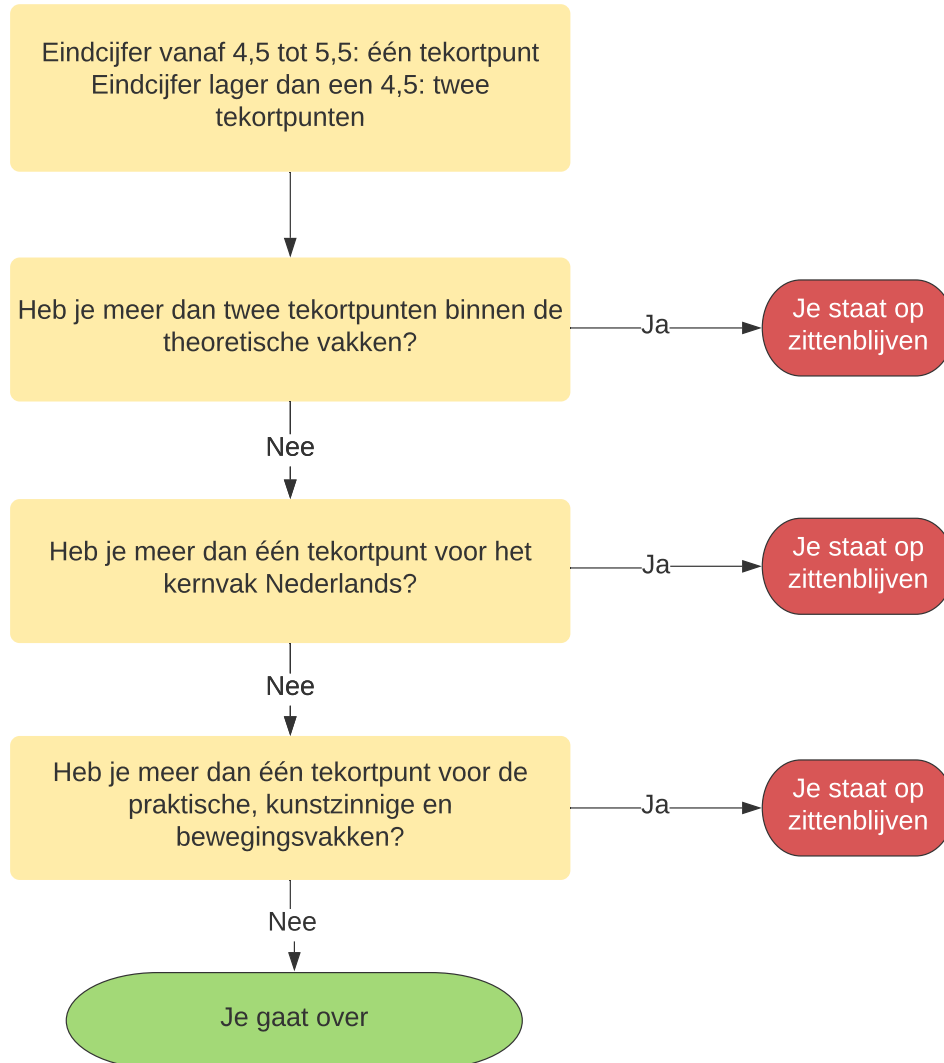 Eindcijfer vanaf 4,5 tot 5,5: één tekortpunt
Eindcijfer lager dan een 4,5: twee
tekortpunten
Heb je meer dan twee tekortpunten binnen de
theoretische vakken?
Ja
Je staat op
zittenblijven
Nee
Heb je meer dan één tekortpunt voor het
kernvak Nederlands?
Ja
Je staat op
zittenblijven
Nee
Heb je meer dan één tekortpunt voor de
praktische, kunstzinnige en
bewegingsvakken?
Ja
Je staat op
zittenblijven
Nee
Je gaat over